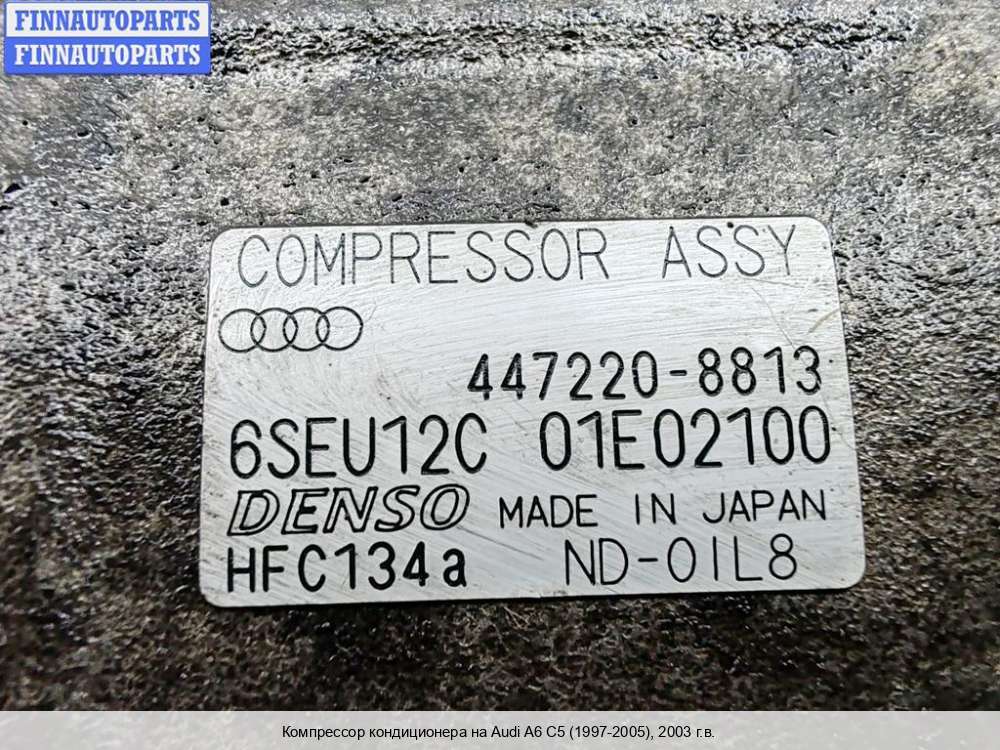 FINNAUTOPARTS
FINNAUTOPARTS
COMPRESSOR ASSY
447220-8813
6SEU12C 01E02100
DENSO MADE IN JAPAN
HFC134a ND-OIL8
Компрессор кондиционера на Audi A6 C5 (1997-2005), 2003 г.в.